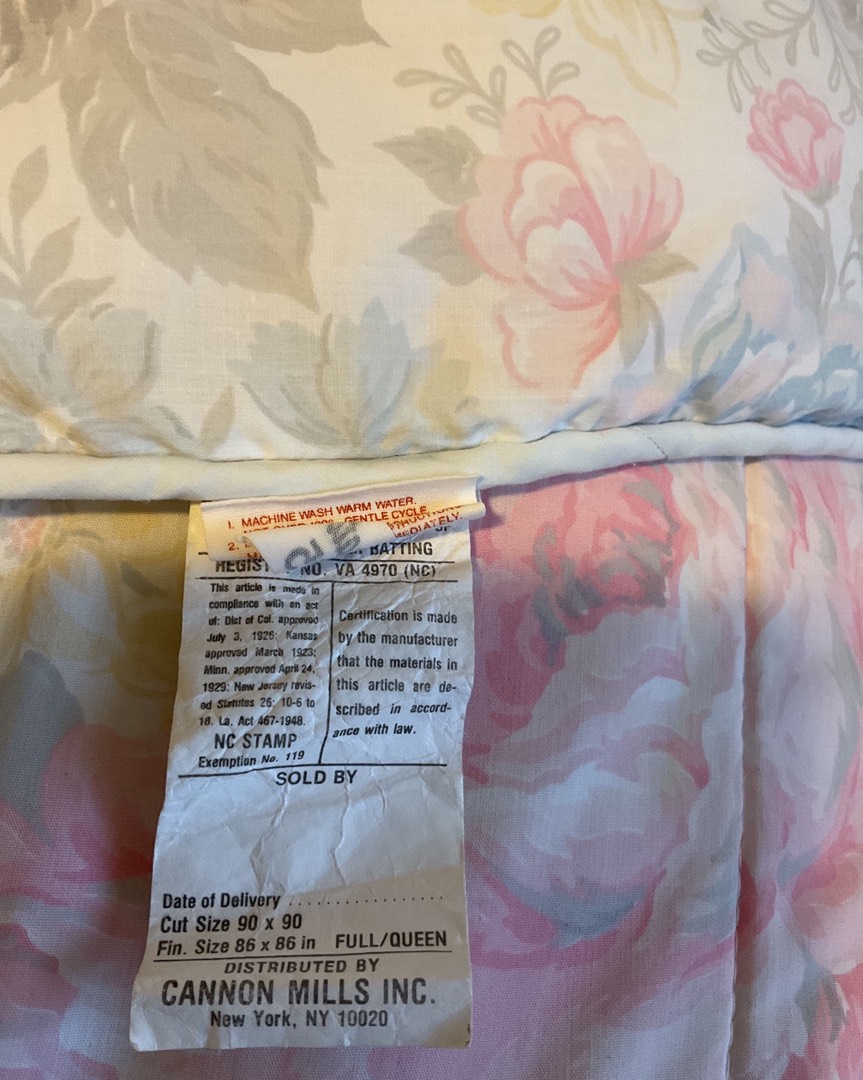 1. MACHINE WASH WARM WATER.
GENTLE CYCLE.
2.
BATTING
NO. VA 4970 (NC)
This article is made in
compliance with an act
of: Dist of Col. approved
July 3, 1926: Kansas
approved March 1923:
Minn. approved April 24,
1929: New Jersey revis-
ed Statutes 26: 10-6 to
18. La. Act 467-1948.
NC STAMP
Exemption No. 119
Certification is made
by the manufacturer
that the materials in
this article are de-
scribed in accord-
ance with law.
SOLD BY
Date of Delivery .................
Cut Size 90 x 90
Fin. Size 86 x 86 in FULL/QUEEN
DISTRIBUTED BY
CANNON MILLS INC.
New York, NY 10020